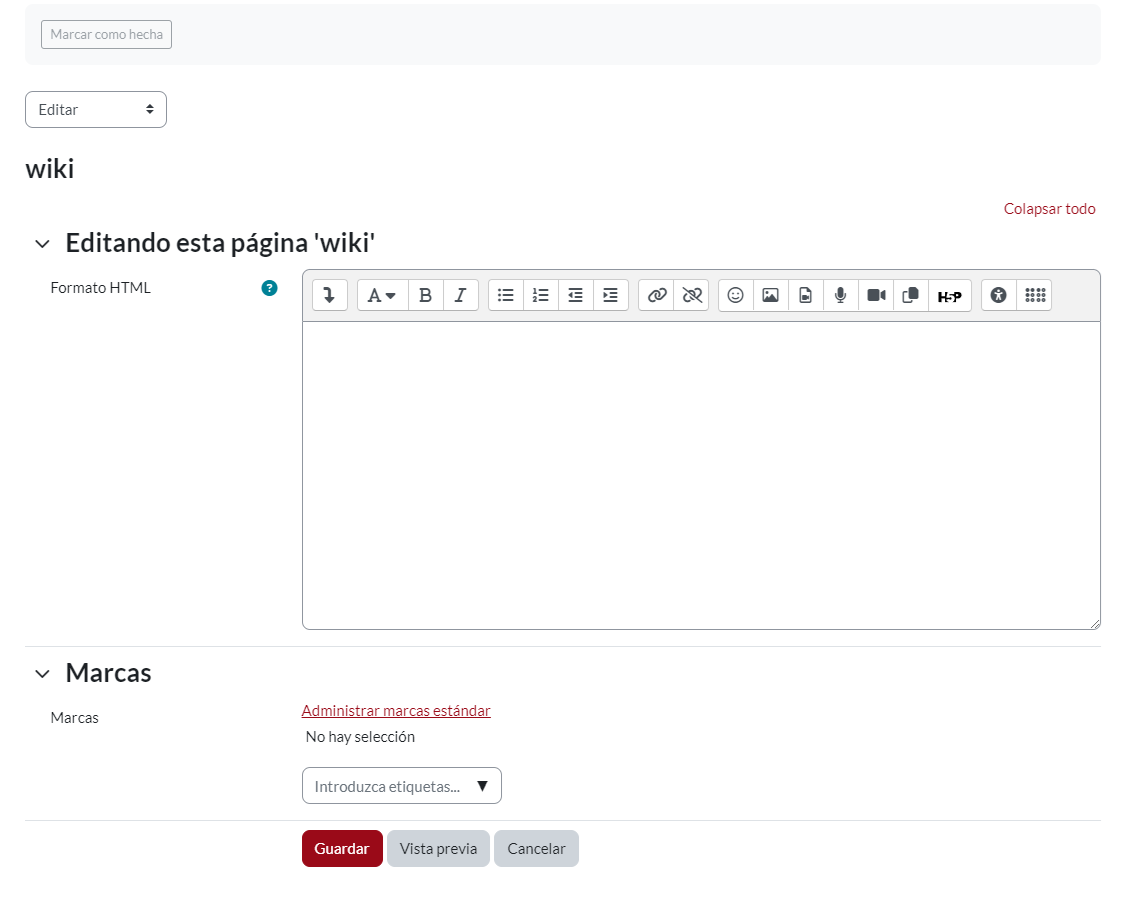 Marcar como hecha
Editar
wiki
Colapsar todo
Editando esta página 'wiki'
Formato HTML
A B I H5P
Marcas
Marcas
Administrar marcas estándar
No hay selección
Introduzca etiquetas...
Guardar Vista previa Cancelar